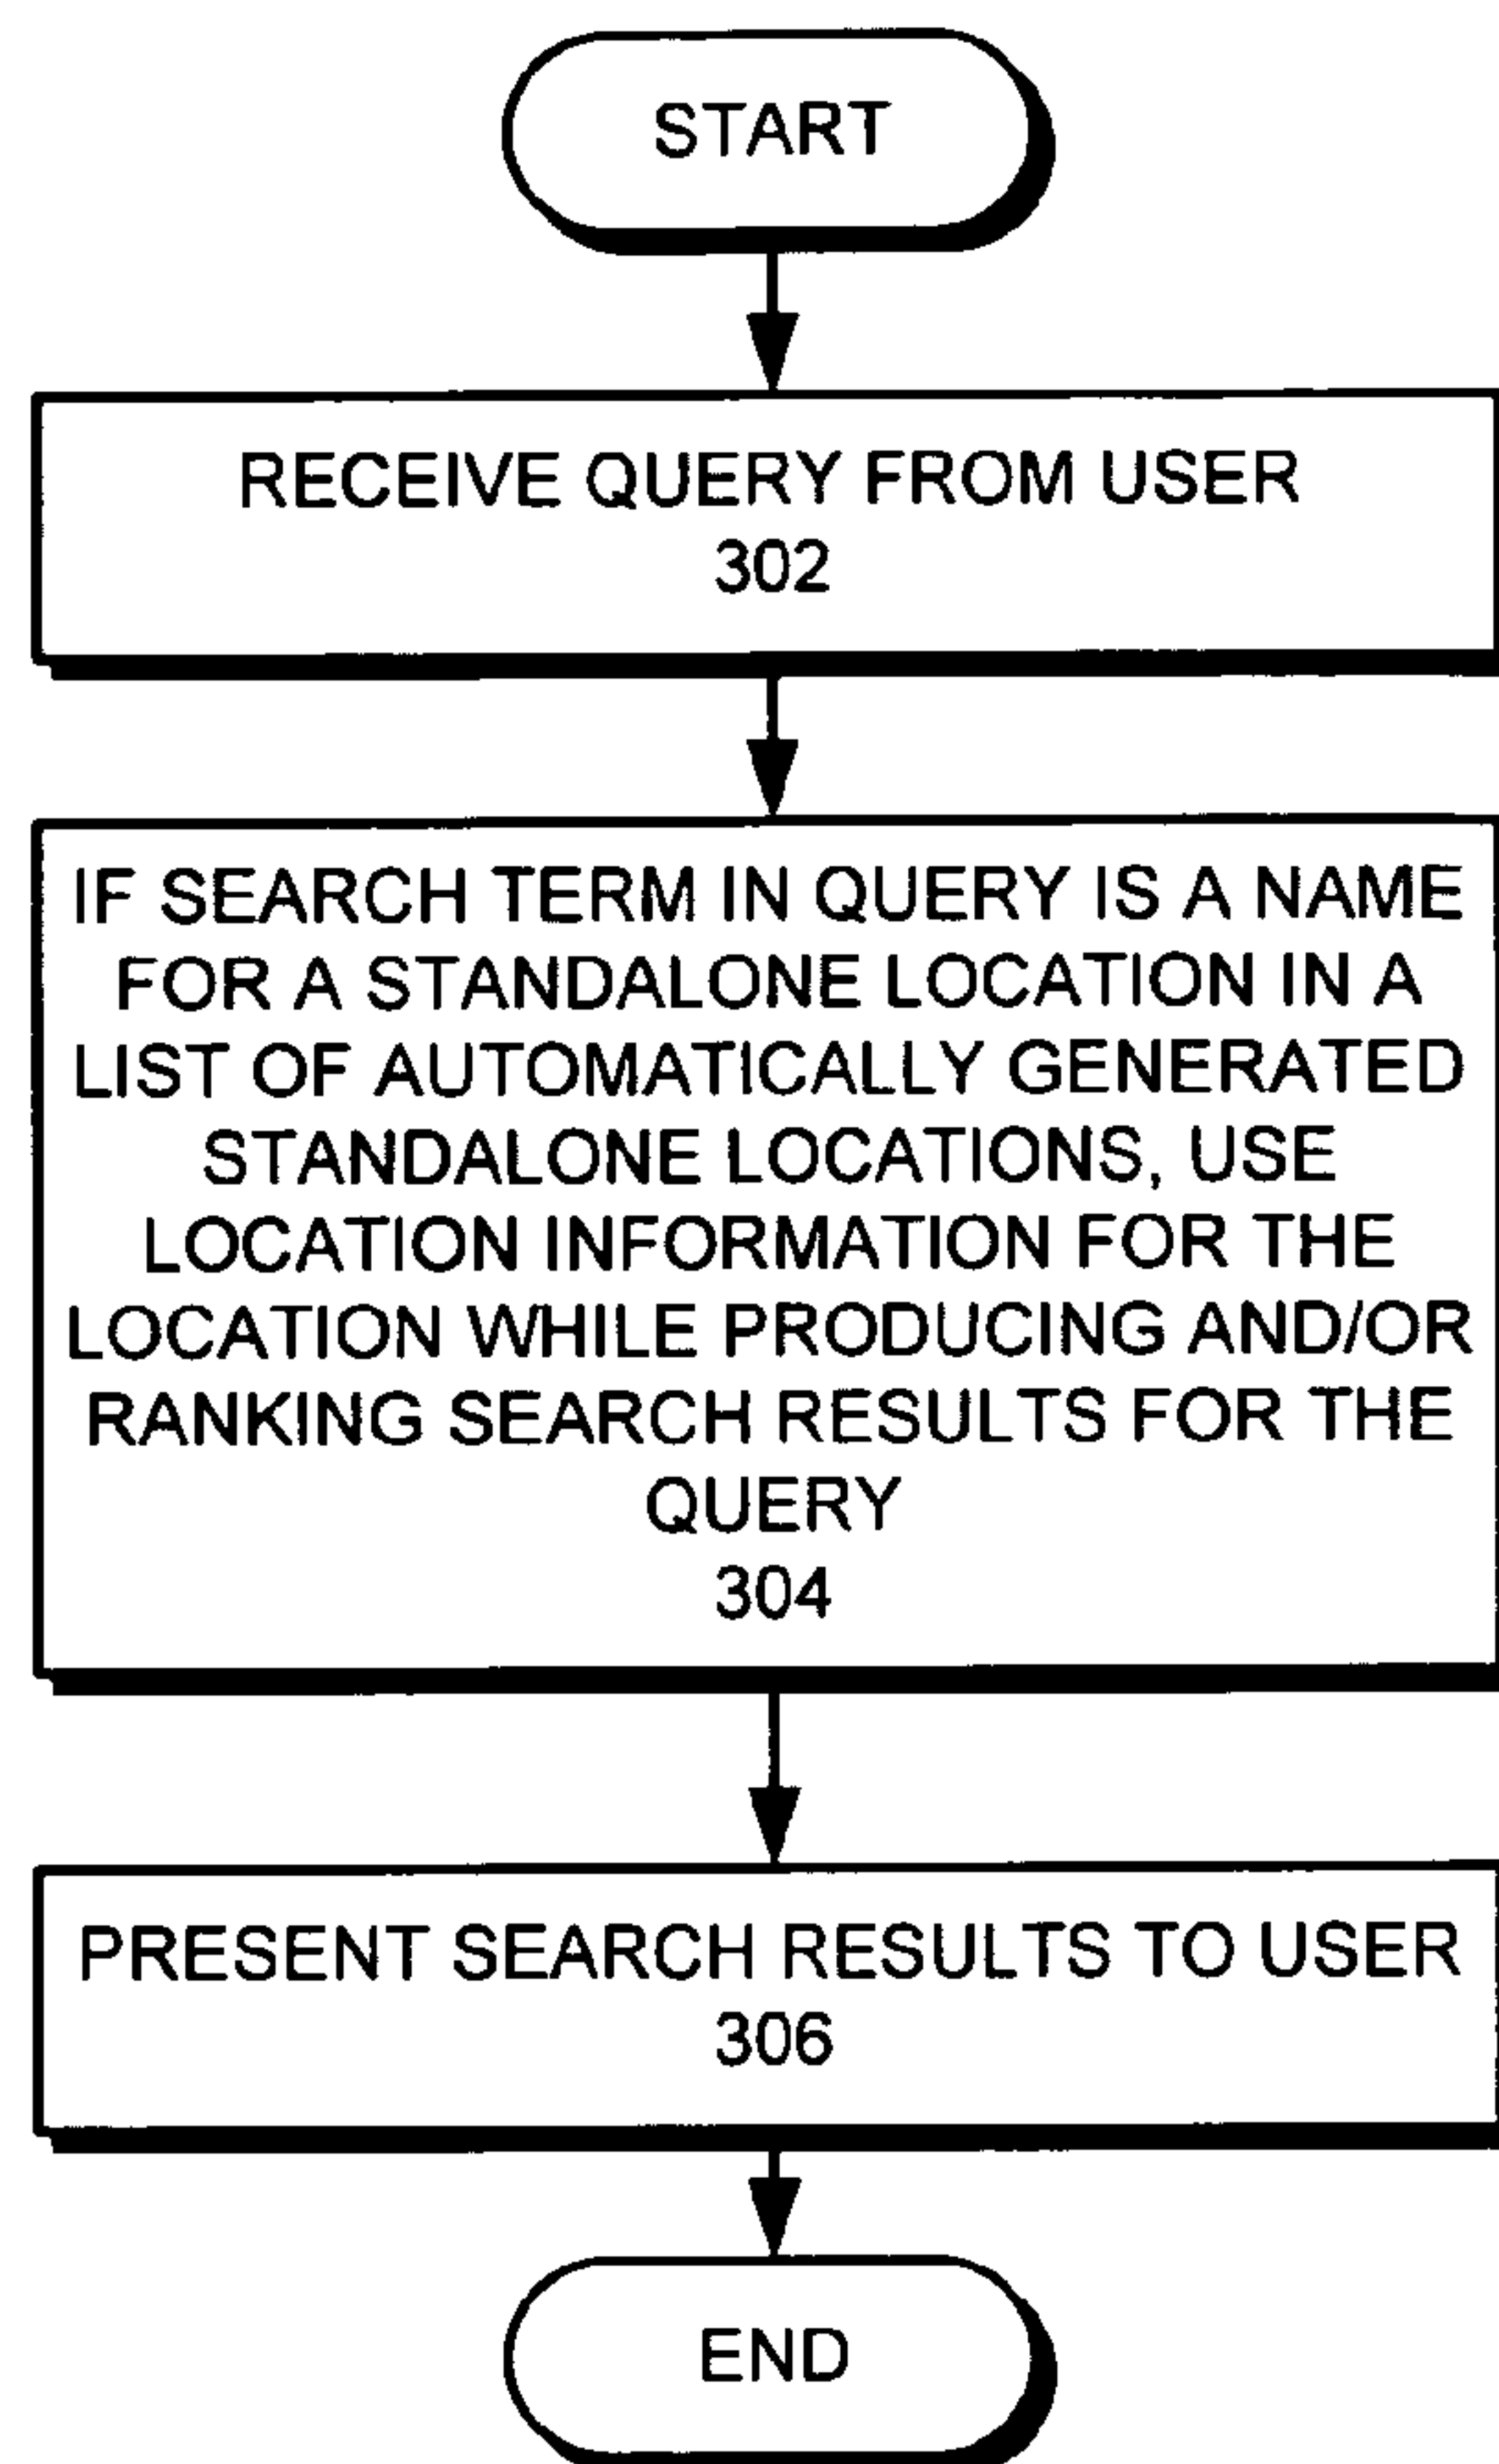 START
RECEIVE QUERY FROM USER
302
IF SEARCH TERM IN QUERY IS A NAME
FOR A STANDALONE LOCATION IN A
LIST OF AUTOMATICALLY GENERATED
STANDALONE LOCATIONS, USE
LOCATION INFORMATION FOR THE
LOCATION WHILE PRODUCING AND/OR
RANKING SEARCH RESULTS FOR THE
QUERY
304
PRESENT SEARCH RESULTS TO USER
306
END